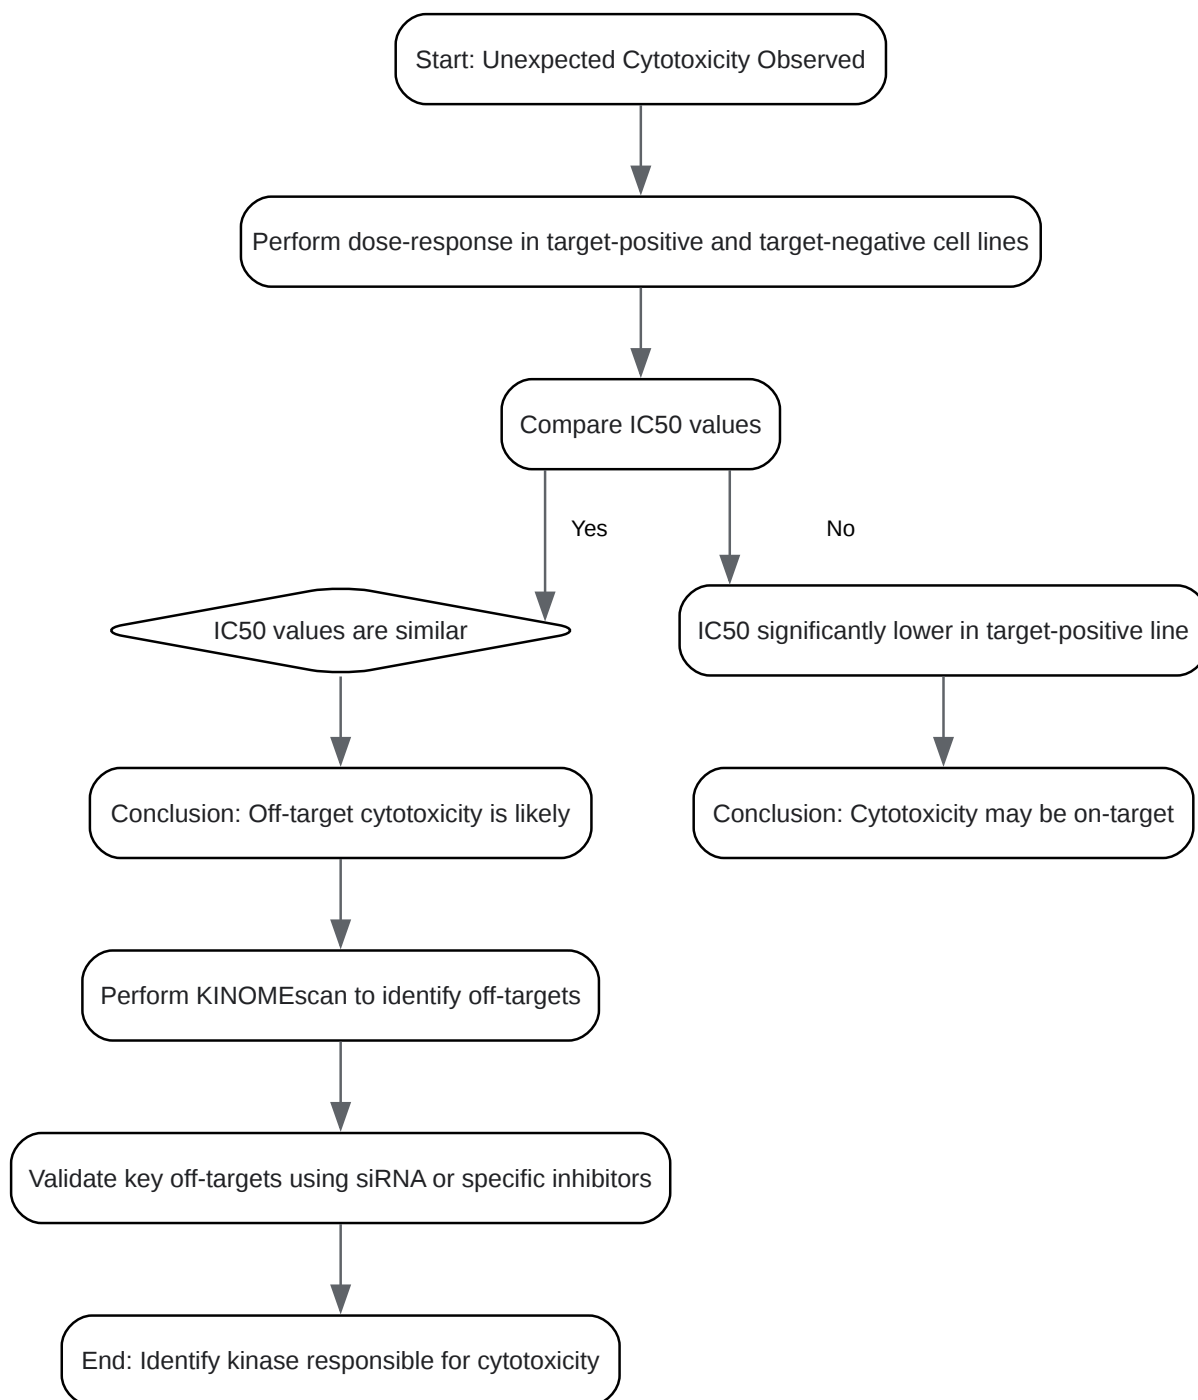 Start: Unexpected Cytotoxicity Observed
Perform dose-response in target-positive and target-negative cell lines
Compare IC50 values
Yes
No
IC50 values are similar
IC50 significantly lower in target-positive line
Conclusion: Off-target cytotoxicity is likely
Conclusion: Cytotoxicity may be on-target
Perform KINOMEscan to identify off-targets
Validate key off-targets using siRNA or specific inhibitors
End: Identify kinase responsible for cytotoxicity